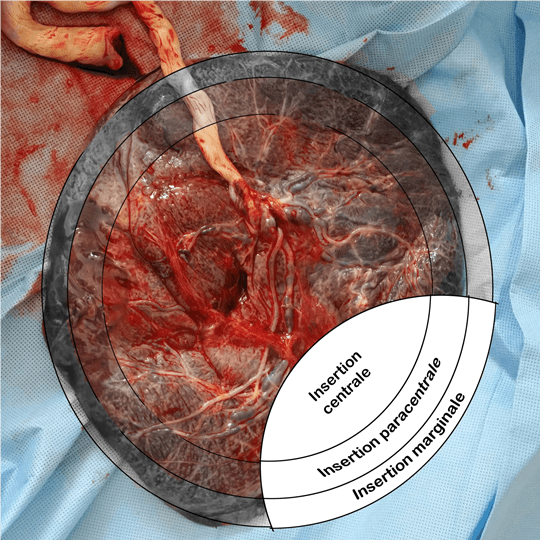 Insertion
centrale
Insertion paracentrale
Insertion marginale